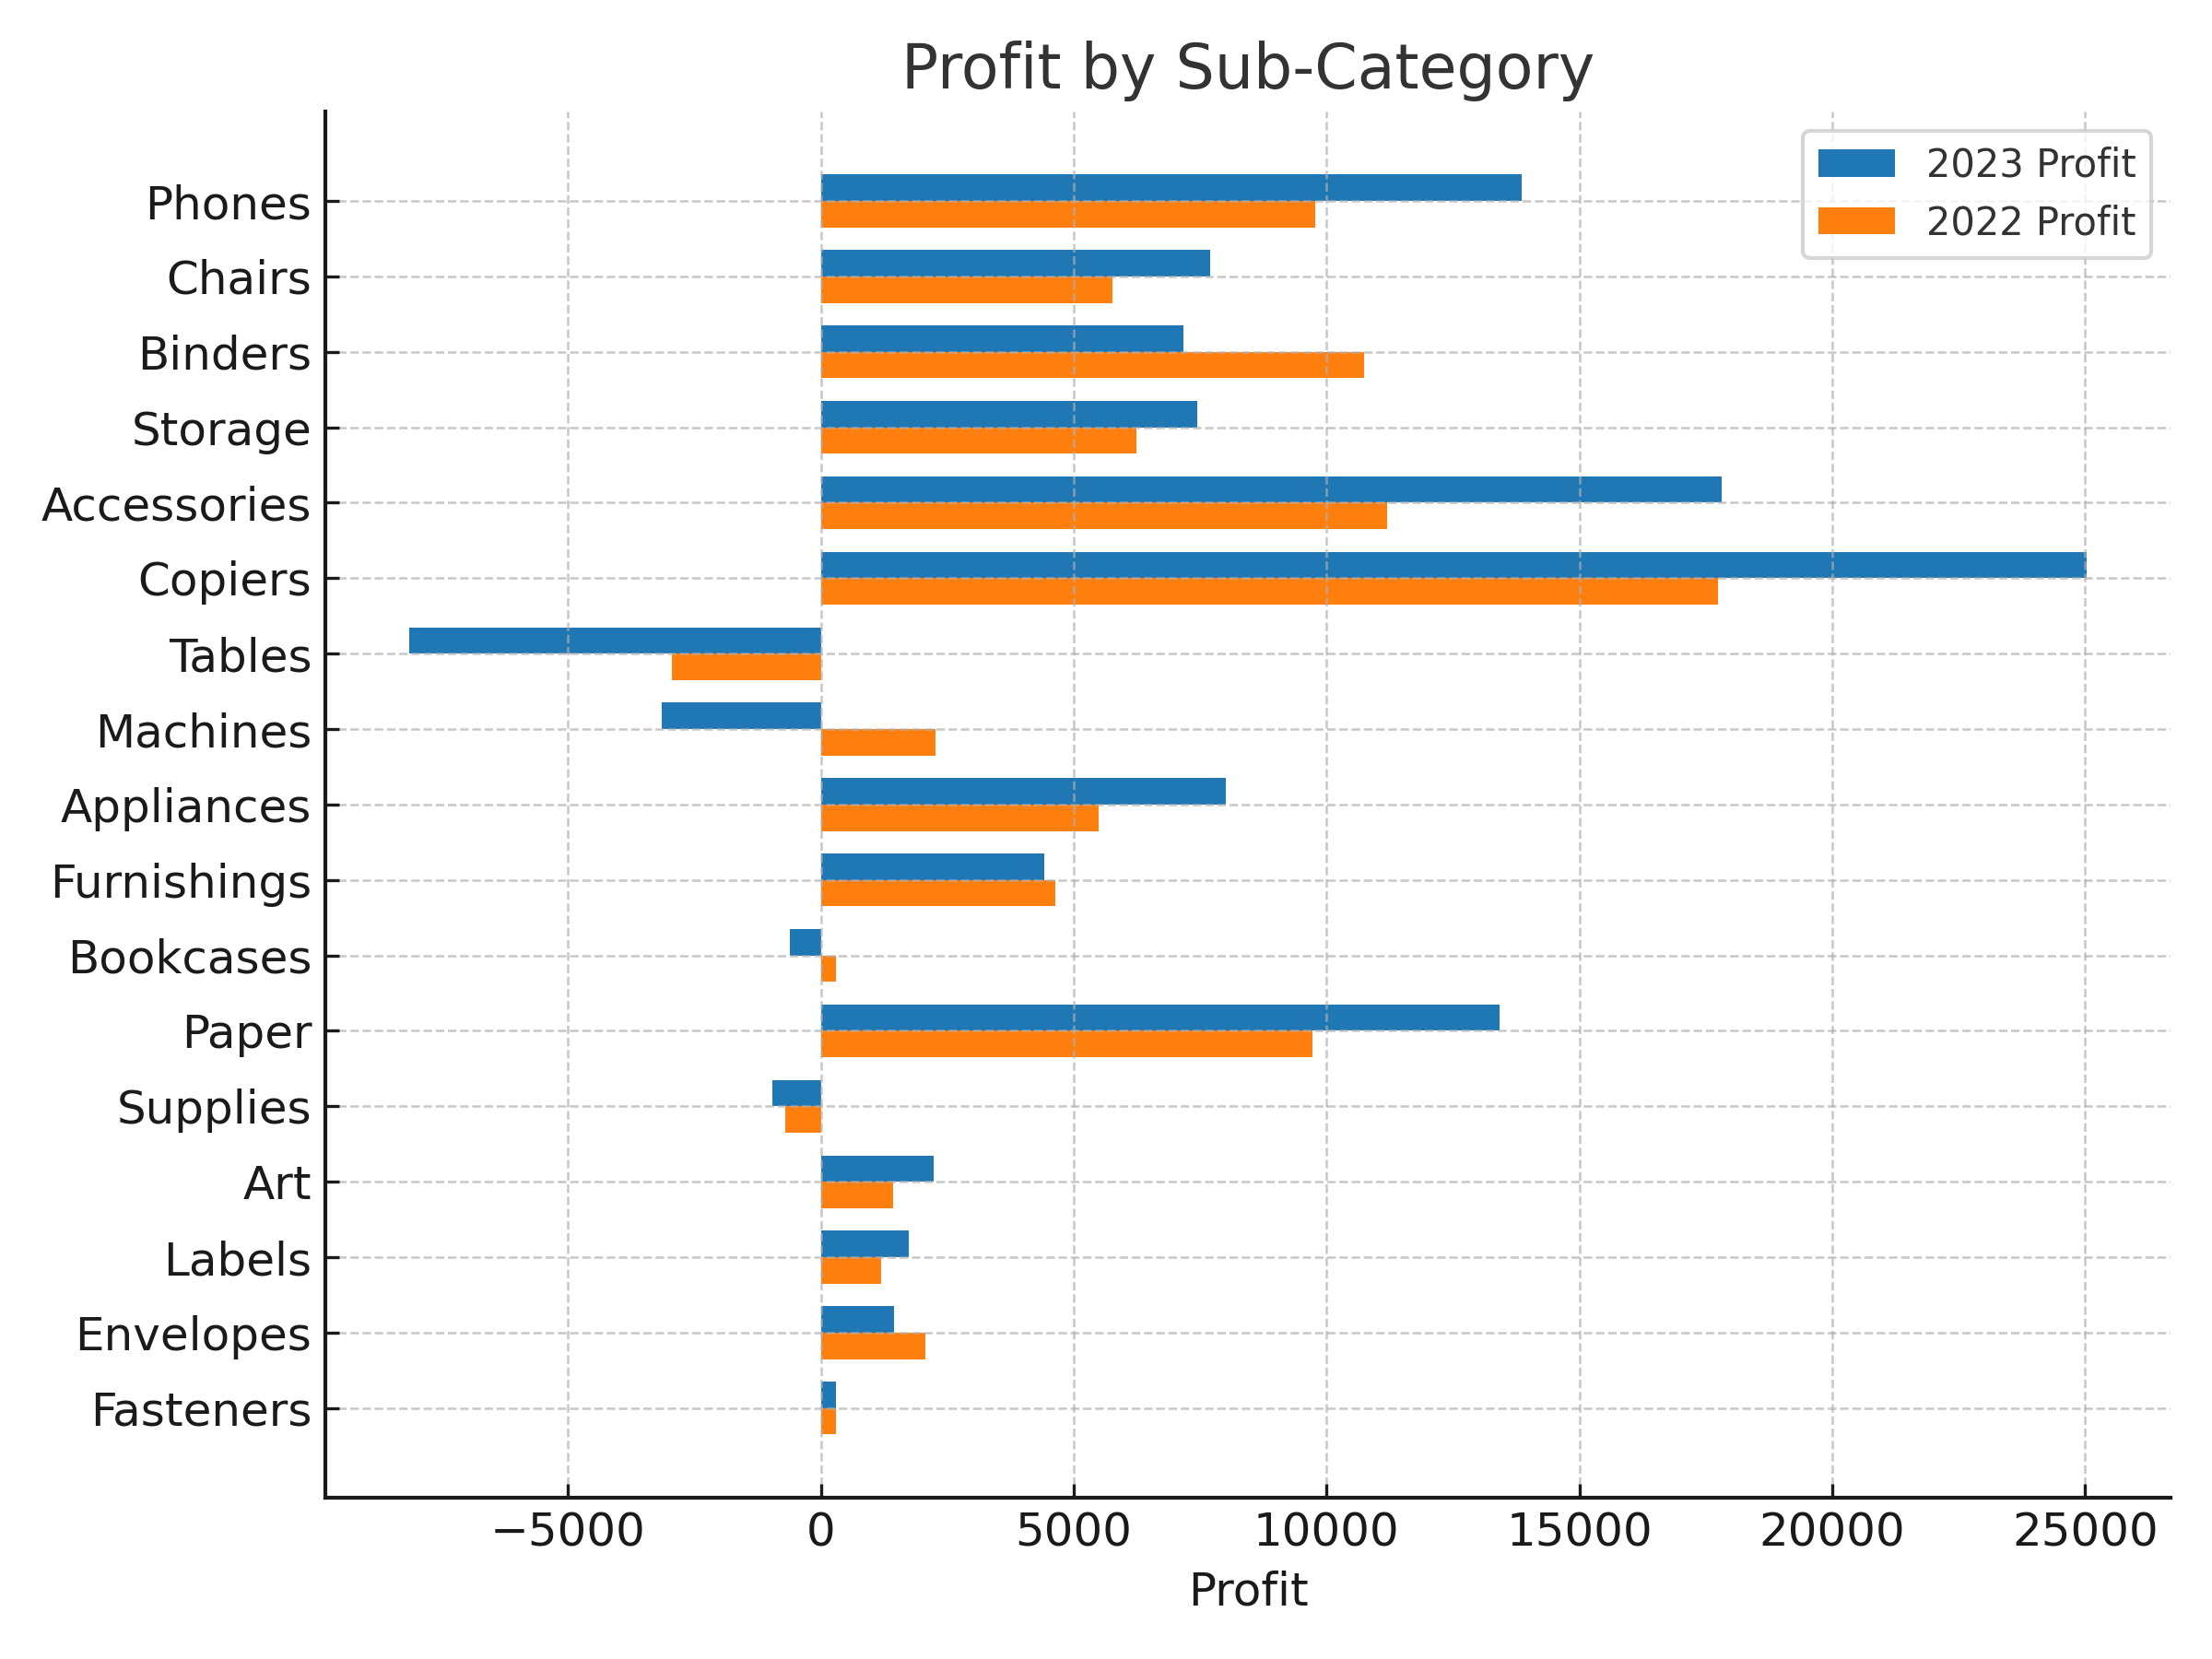 Profit by Sub-Category
2023 Profit
2022 Profit
Phones
Chairs
Binders
Storage
Accessories
Copiers
Tables
Machines
Appliances
Furnishings
Bookcases
Paper
Supplies
Art
Labels
Envelopes
Fasteners
−5000 0 5000 10000 15000 20000 25000
Profit